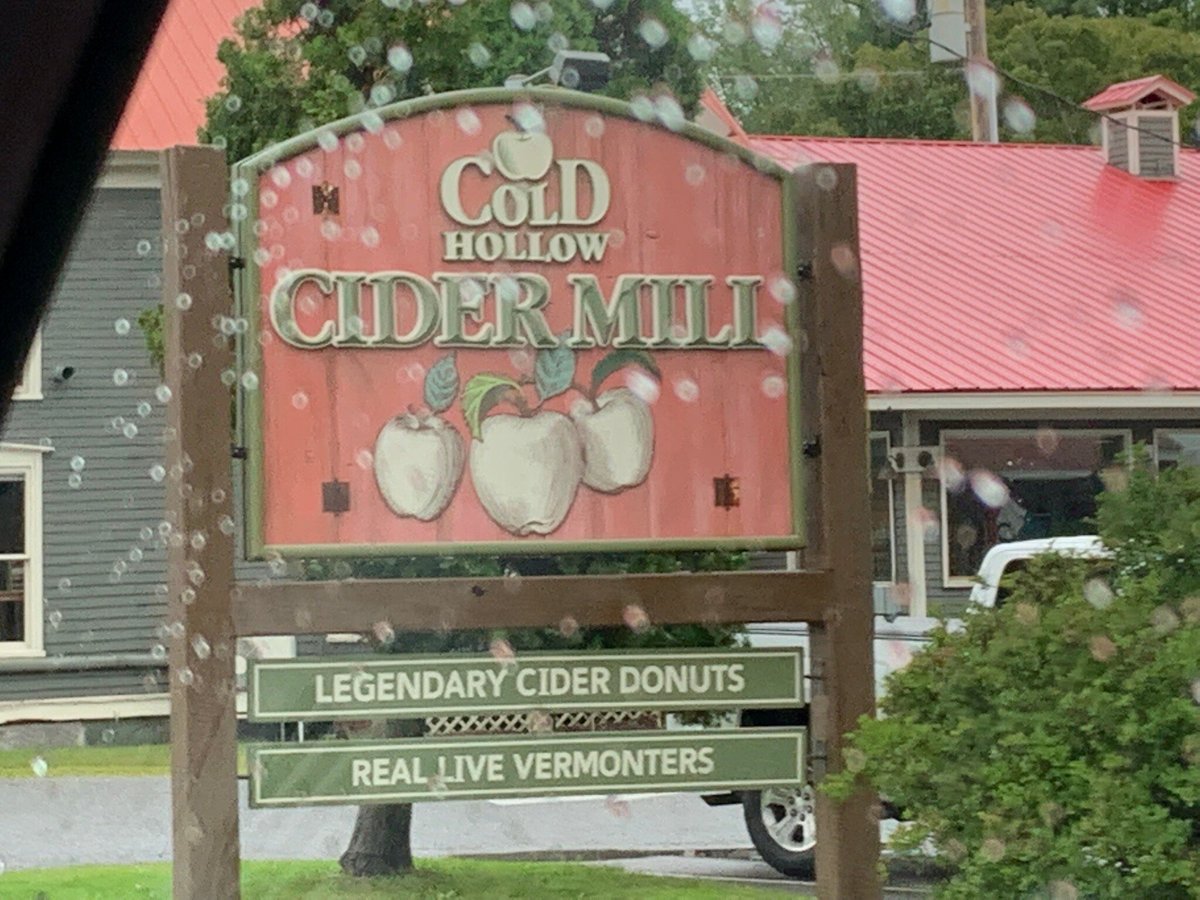 COLD
HOLLOW
CIDER MILL
LEGENDARY CIDER DONUTS
REAL LIVE VERMONTERS